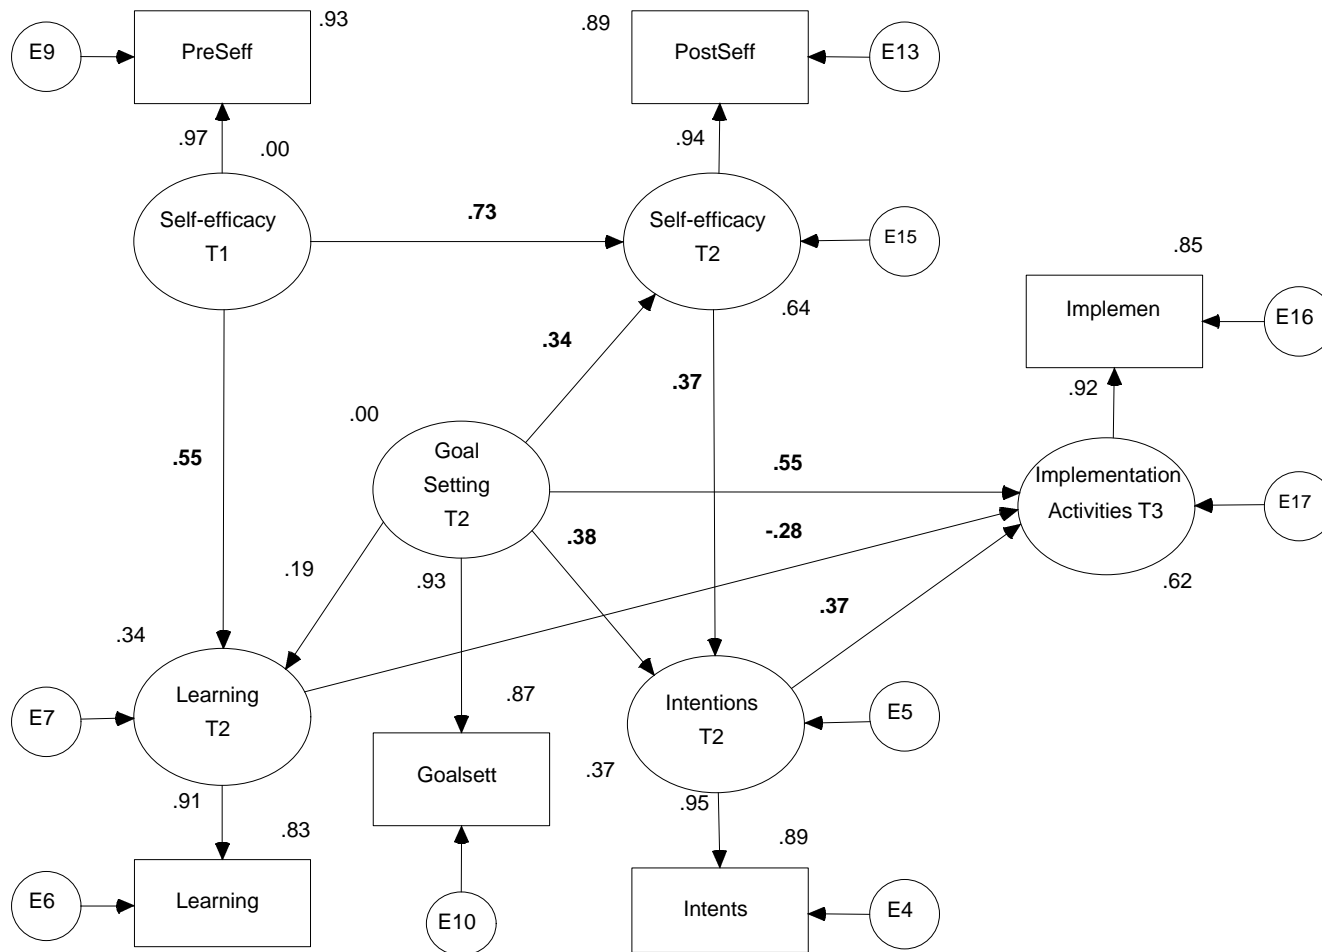 .93
.89
E9
PreSeff
PostSeff
E13
.97
.00
.94
Self-efficacy
T1
.73
Self-efficacy
T2
E15
.85
.64
Implemen
E16
.34
.37
.92
.00
.55
Goal
Setting
T2
.55
Implementation
Activities T3
E17
.38
-.28
.19
.93
.62
.37
.34
E7
Learning
T2
.87
Intentions
T2
E5
.37
Goalsett
.91
.83
.95
.89
E6
Learning
E10
Intents
E4